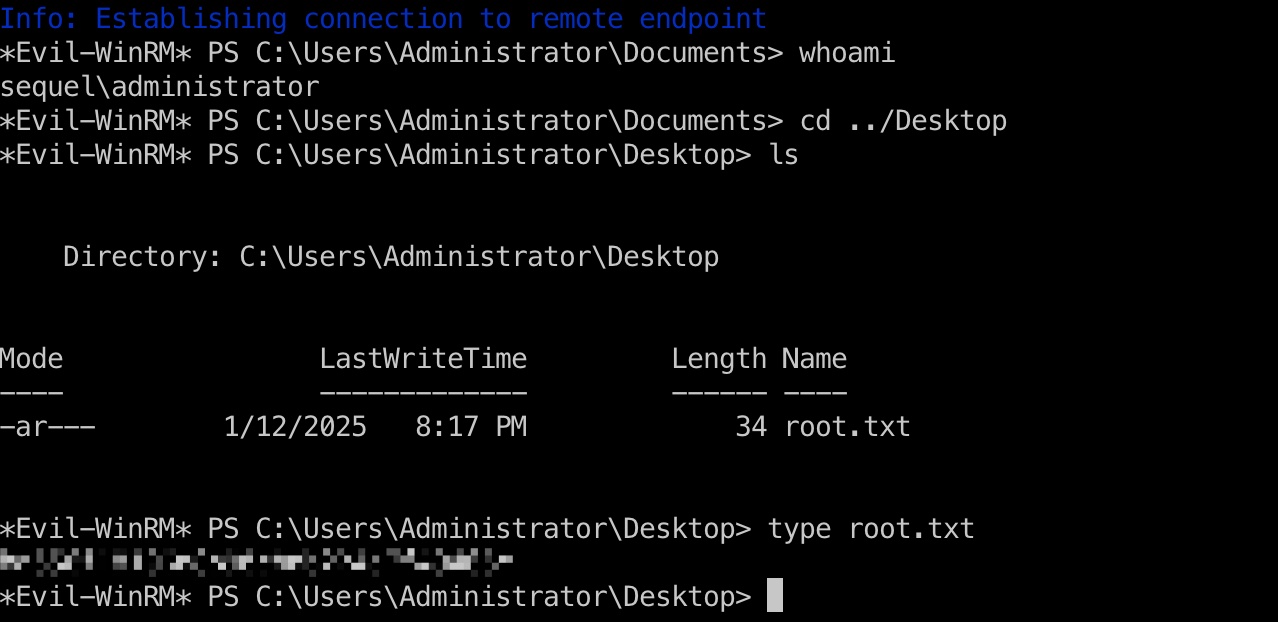 Info: Establishing connection to remote endpoint
*Evil-WinRM* PS C:\Users\Administrator\Documents> whoami
sequel\administrator
*Evil-WinRM* PS C:\Users\Administrator\Documents> cd ../Desktop
*Evil-WinRM* PS C:\Users\Administrator\Desktop> ls
Directory: C:\Users\Administrator\Desktop
Mode                LastWriteTime         Length Name
----                -------------         ------ ----
-ar---        1/12/2025   8:17 PM             34 root.txt
*Evil-WinRM* PS C:\Users\Administrator\Desktop> type root.txt
*Evil-WinRM* PS C:\Users\Administrator\Desktop>